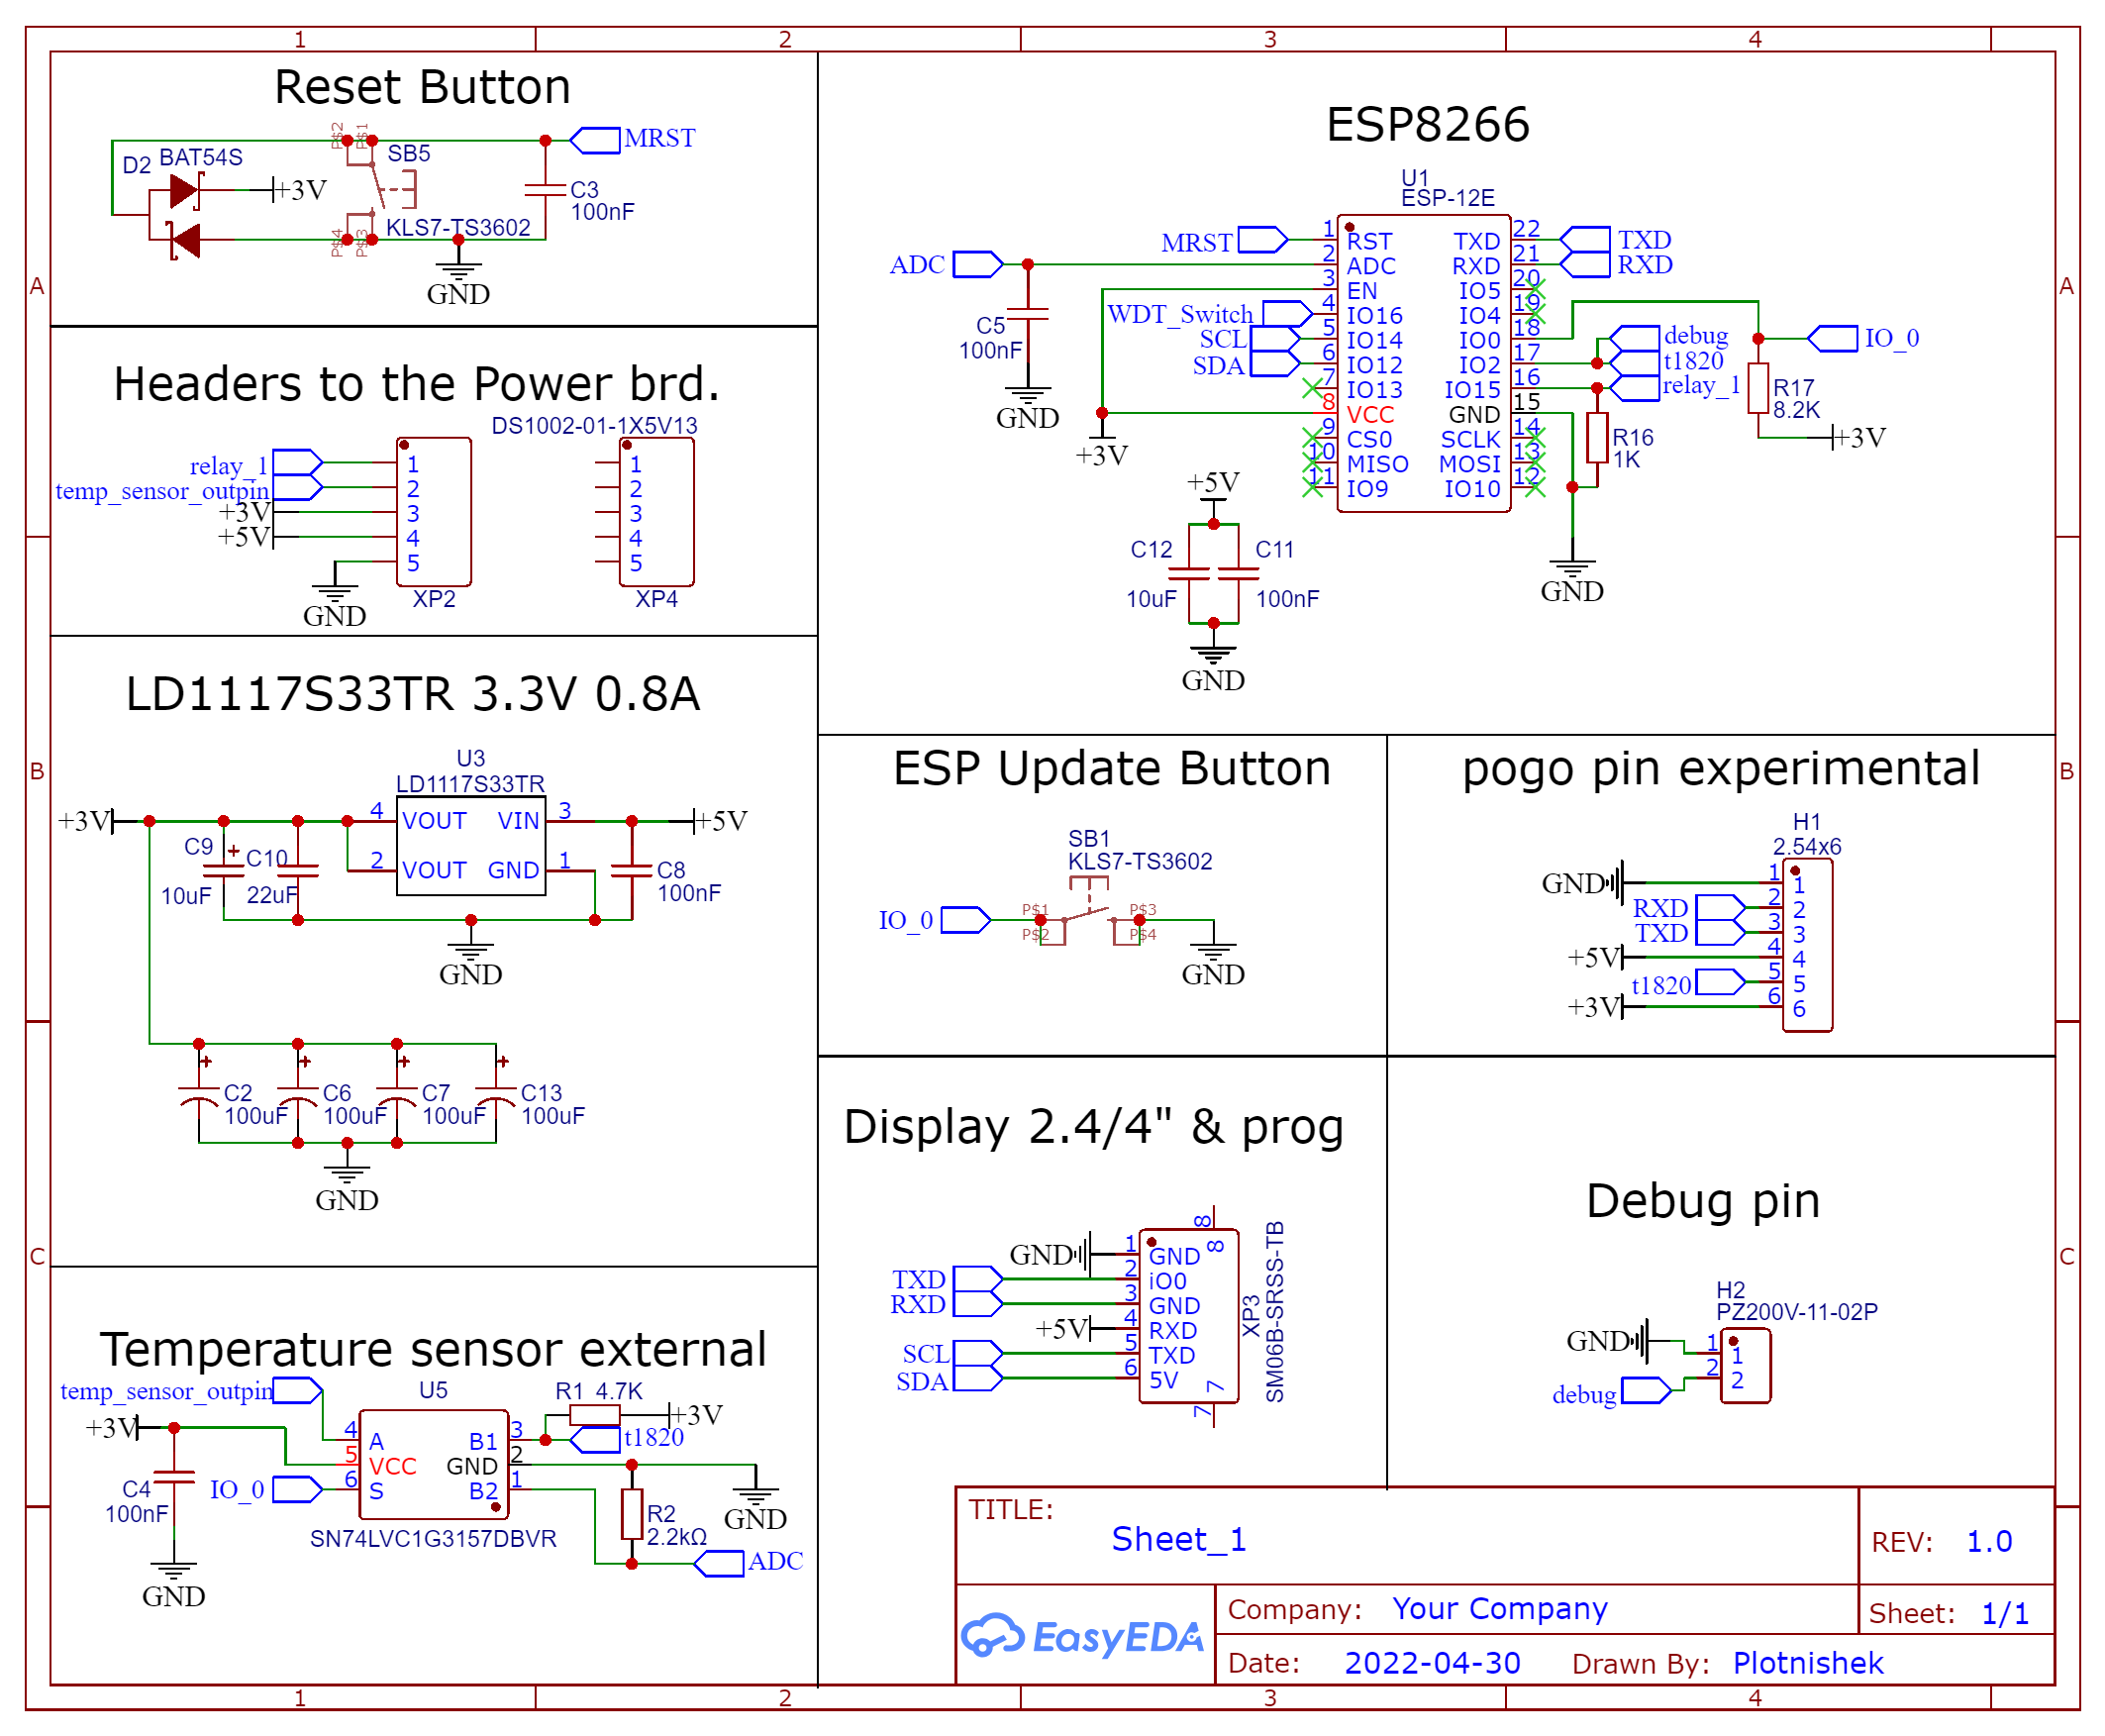 1 2 3 4
A
B
C
Reset Button
P$2 P$1
D2 BAT54S
SB5
MRST
+3V
C3
100nF
KLS7-TS3602
P$4 P$3
GND
Headers to the Power brd.
DS1002-01-1X5V13
relay_1
temp_sensor_outpin
+3V
+5V
GND
1
2
3
4
5
XP2
1
2
3
4
5
XP4
LD1117S33TR 3.3V 0.8A
U3
LD1117S33TR
+3V
4 VOUT VIN 3
+5V
2 VOUT GND 1
C9
10uF
C10
22uF
C8
100nF
GND
C2
100uF
C6
100uF
C7
100uF
C13
100uF
GND
Temperature sensor external
temp_sensor_outpin
U5
R1 4.7K
+3V
+3V
t1820
4 A B1 3
5 VCC GND 2
6 S B2 1
IO_0
C4
100nF
GND
R2
2.2kΩ
GND
SN74LVC1G3157DBVR
ADC
ESP8266
U1
ESP-12E
MRST 1 RST TXD 22 TXD
ADC 2 ADC RXD 21 RXD
3 EN IO5 20
WDT_Switch 4 IO16 IO4 19
SCL 5 IO14 IO0 18
SDA 6 IO12 IO2 17
7 IO13 IO15 16
8 VCC GND 15
9 CS0 SCLK 14
10 MISO MOSI 13
11 IO9 IO10 12
C5
100nF
GND
+3V
debug
t1820
relay_1
IO_0
R17
8.2K
+3V
R16
1K
GND
+5V
C12
10uF
C11
100nF
GND
ESP Update Button
SB1
KLS7-TS3602
IO_0
P$1 P$3
P$2 P$4
GND
pogo pin experimental
H1
2.54x6
GND 1 1
RXD 2 2
TXD 3 3
+5V 4 4
t1820 5 5
+3V 6 6
Display 2.4/4" & prog
8 8
GND 1 GND
TXD 2 iO0
RXD 3 GND
+5V 4 RXD
SCL 5 TXD
SDA 6 5V
7 7
XP3
SM06B-SRSS-TB
Debug pin
H2
PZ200V-11-02P
GND 1 1
debug 2 2
TITLE:
Sheet_1
REV: 1.0
EasyEDA
Company: Your Company
Sheet: 1/1
Date: 2022-04-30 Drawn By: Plotnishek
A
B
C
1 2 3 4